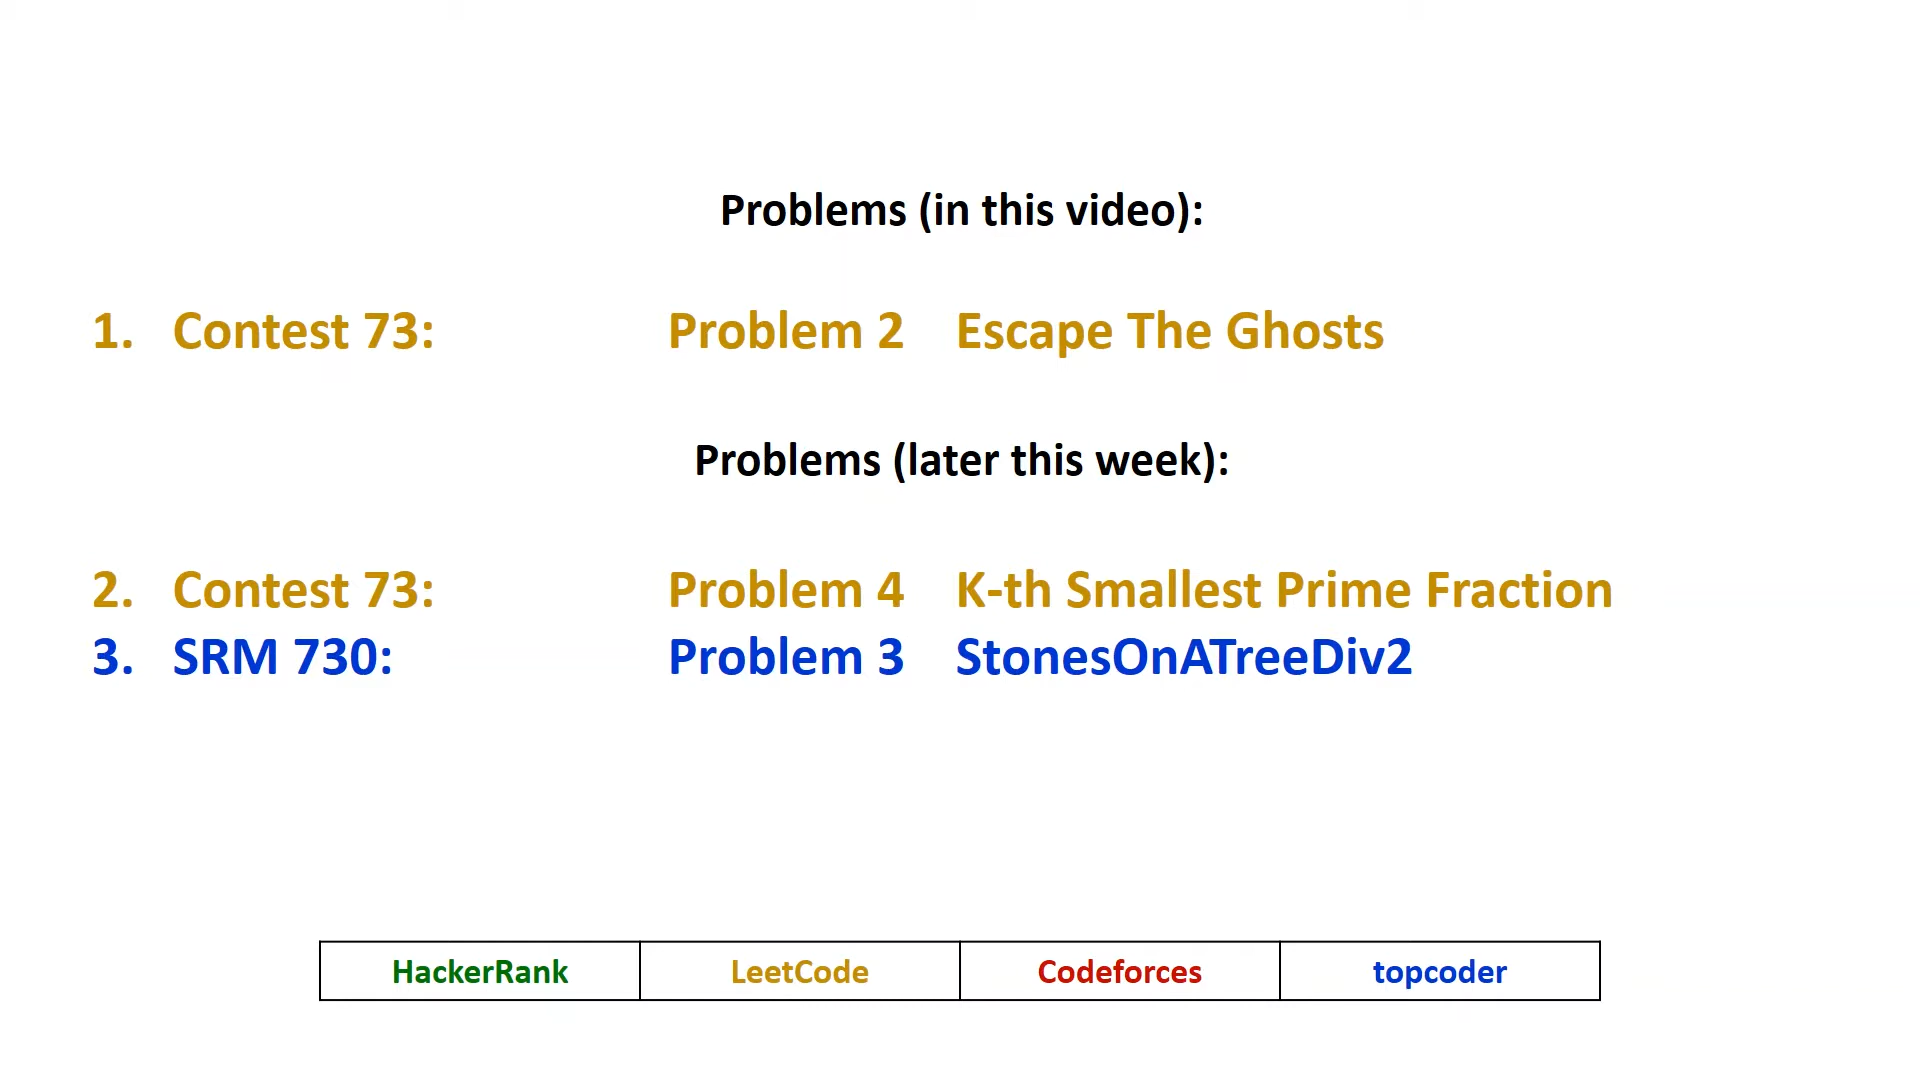 Problems (in this video):
1. Contest 73: Problem 2 Escape The Ghosts
Problems (later this week):
2. Contest 73: Problem 4 K-th Smallest Prime Fraction
3. SRM 730: Problem 3 StonesOnATreeDiv2
HackerRank LeetCode Codeforces topcoder